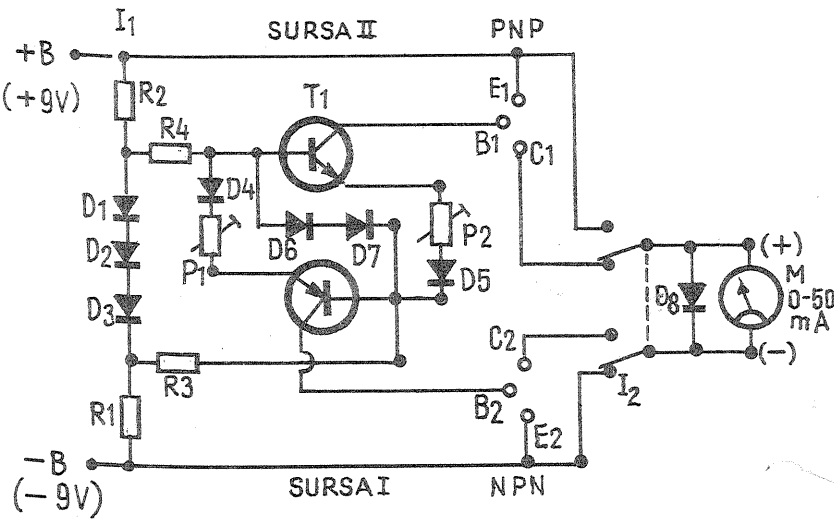 I1 SURSA II PNP
+B
(+9V)
R2 T1 E1
R4 B1 C1
D1 D4
D2 D6 D7 P2
P1 D5
D3
(+)
D8 M
0-50
mA
C2
(-)
R3 I2
R1 B2
E2
-B
(-9V)
SURSA I NPN